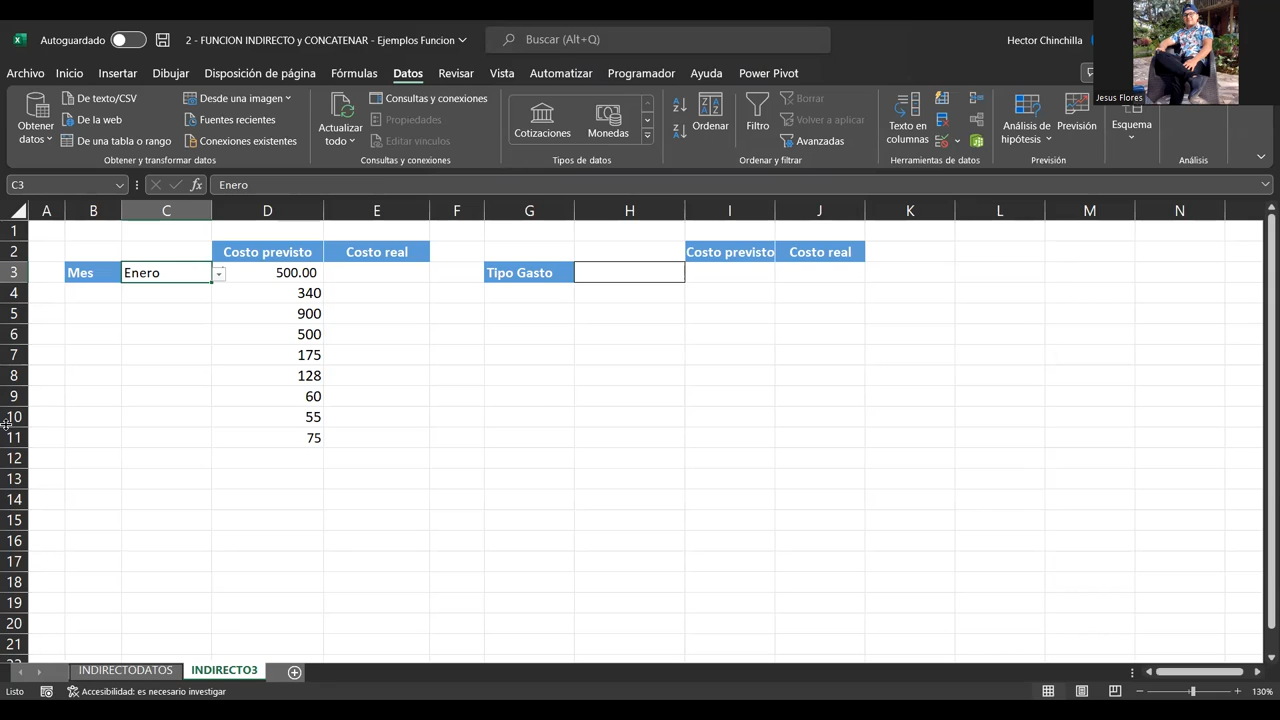 Autoguardado
2 - FUNCION INDIRECTO y CONCATENAR - Ejemplos Funcion
Buscar (Alt+Q)
Hector Chinchilla
Jesus Flores
Archivo Inicio Insertar Dibujar Disposición de página Fórmulas Datos Revisar Vista Automatizar Programador Ayuda Power Pivot
Obtener datos
De texto/CSV
De la web
De una tabla o rango
Desde una imagen
Fuentes recientes
Conexiones existentes
Obtener y transformar datos
Actualizar todo
Consultas y conexiones
Propiedades
Editar vínculos
Consultas y conexiones
Cotizaciones
Monedas
Tipos de datos
Ordenar
Filtro
Borrar
Volver a aplicar
Avanzadas
Ordenar y filtrar
Texto en columnas
Herramientas de datos
Análisis de hipótesis
Previsión
Previsión
Esquema
Análisis
C3
fx
Enero
A B C D E F G H I J K L M N
1
2 Costo previsto Costo real Costo previsto Costo real
3 Mes Enero 500.00 Tipo Gasto
4 340
5 900
6 500
7 175
8 128
9 60
10 55
11 75
12
13
14
15
16
17
18
19
20
21
INDIRECTODATOS INDIRECTO3
Listo
Accesibilidad: es necesario investigar
130%